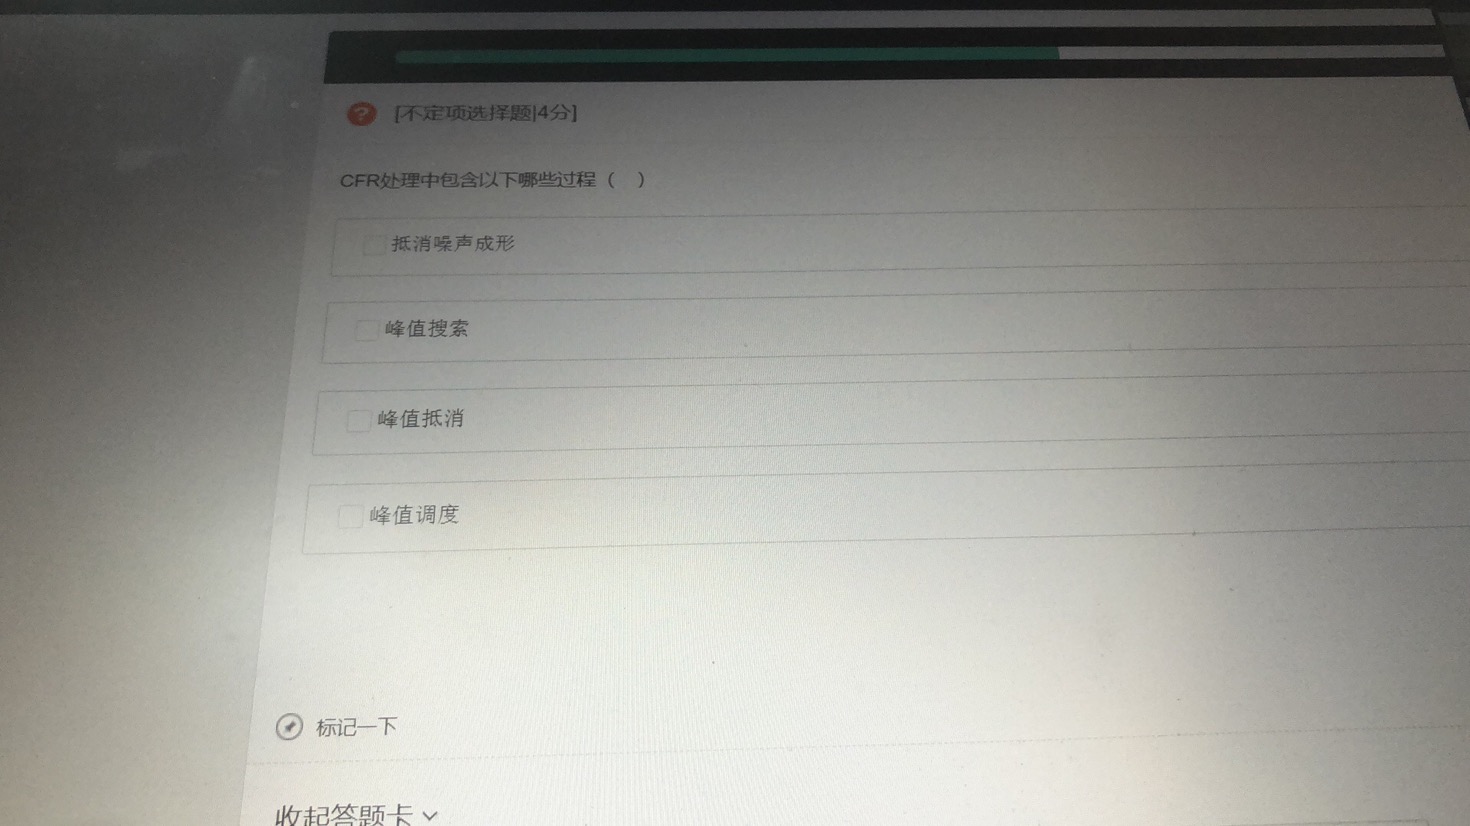 [不定项选择题|4分]
CFR处理中包含以下哪些过程（ ）
抵消噪声成形
峰值搜索
峰值抵消
峰值调度
标记一下
收起答题卡